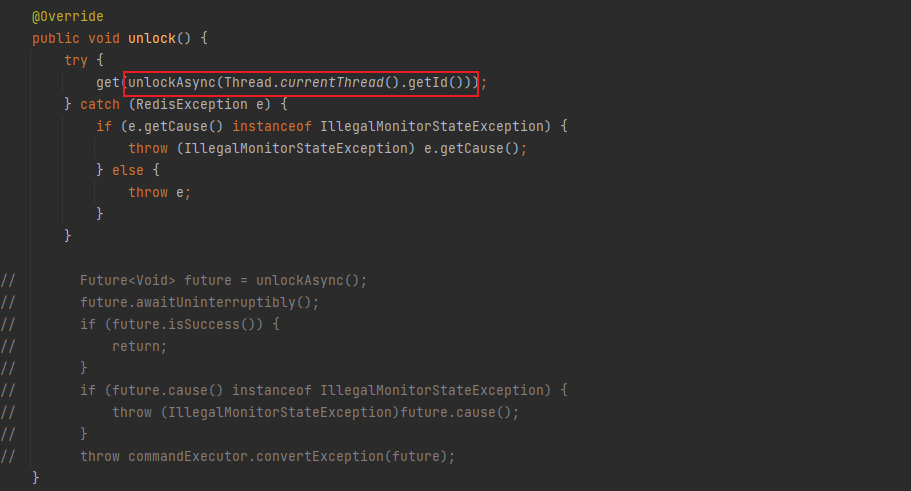 @Override
public void unlock() {
try {
get(unlockAsync(Thread.currentThread().getId()));
} catch (RedisException e) {
if (e.getCause() instanceof IllegalMonitorStateException) {
throw (IllegalMonitorStateException) e.getCause();
} else {
throw e;
}
}
// Future<Void> future = unlockAsync();
// future.awaitUninterruptibly();
// if (future.isSuccess()) {
// return;
// }
// if (future.cause() instanceof IllegalMonitorStateException) {
// throw (IllegalMonitorStateException)future.cause();
// }
// throw commandExecutor.convertException(future);
}